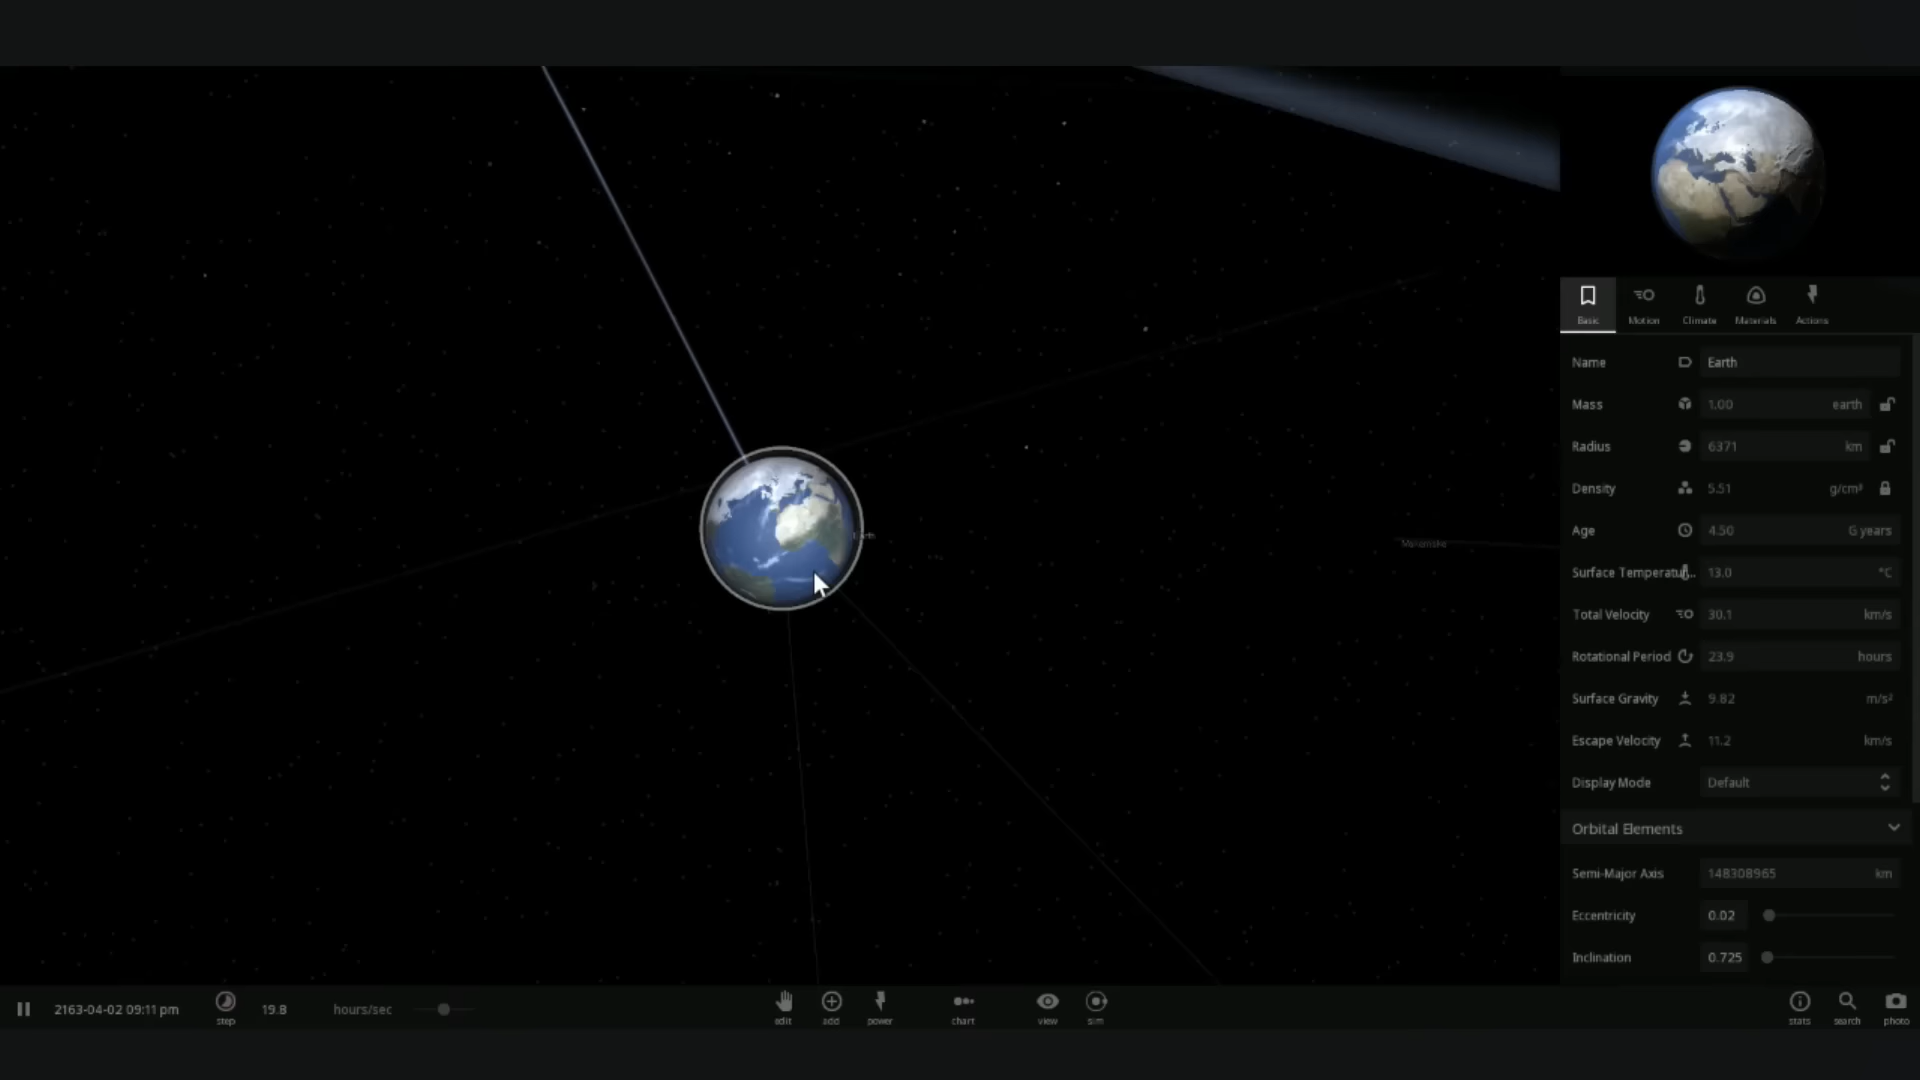 Basic Motion Climate Materials Actions
Name Earth
Mass 1.00 earth
Radius 6371 km
Density 5.51 g/cm³
Age 4.50 G years
Surface Temperatur... 13.0 °C
Total Velocity 30.1 km/s
Rotational Period 23.9 hours
Surface Gravity 9.82 m/s²
Escape Velocity 11.2 km/s
Display Mode Default
Orbital Elements
Semi-Major Axis 148308965 km
Eccentricity 0.02
Inclination 0.725
Earth
Makemake
2163-04-02 09:11 pm step 19.8 hours/sec edit add power chart view sim stats search photo